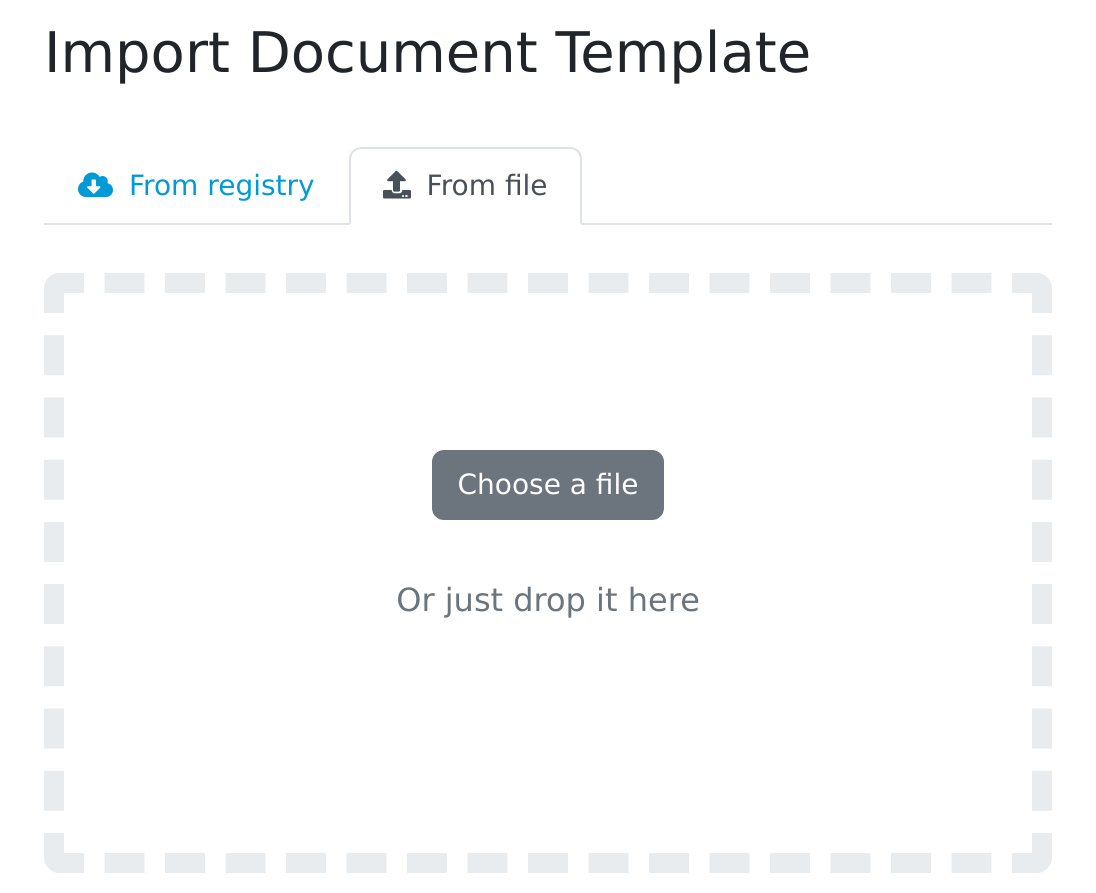 Import Document Template
From registry
From file
Choose a file
Or just drop it here